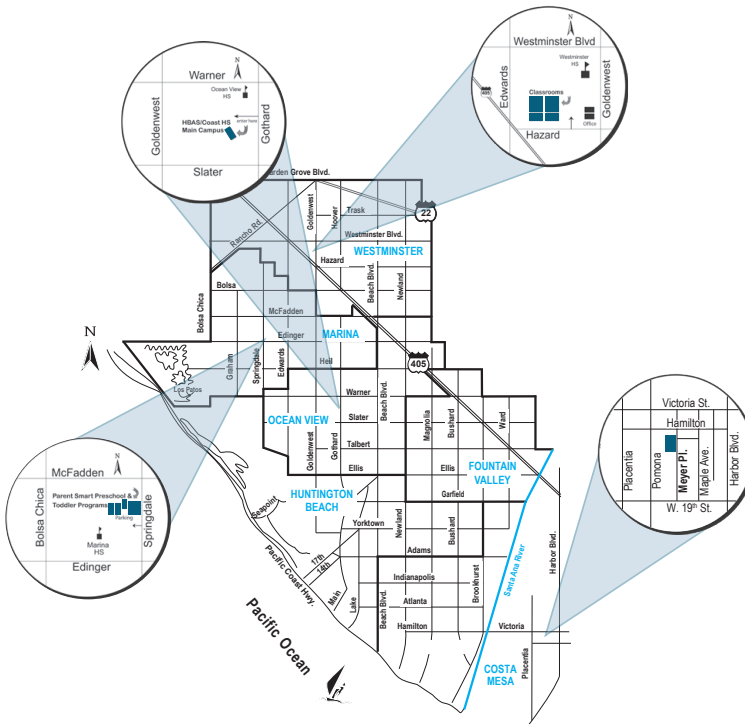 Warner
N
Ocean View
HS
Goldenwest
HBAS/Coast HS
Main Campus
enter here
Gothard
Slater
Westminster Blvd
N
Westminster
HS
Edwards
405
Classrooms
Goldenwest
Office
Hazard
arden Grove Blvd.
Goldenwest
Hoover
Trask
22
Rancho Rd.
Westminster Blvd.
WESTMINSTER
Hazard
Bolsa
Beach Blvd.
Newland
Bolsa Chica
McFadden
MARINA
Edinger
N
Graham
Springdale
Edwards
Heil
405
Los Patos
Warner
Beach Blvd.
OCEAN VIEW
Slater
Magnolia
Bushard
Ward
Goldenwest
Gothard
Talbert
Ellis
Ellis
FOUNTAIN
VALLEY
HUNTINGTON
BEACH
Garfield
Seapoint
Yorktown
Newland
Bushard
Adams
17th
14th
Pacific Coast Hwy.
Indianapolis
Main
Lake
Beach Blvd.
Atlanta
Brookhurst
Hamilton
Santa Ana River
Harbor Blvd.
Victoria
Pacific Ocean
COSTA
MESA
Placentia
N
McFadden
N
Bolsa Chica
Parent Smart Preschool &
Toddler Programs
Parking
Springdale
Marina
HS
Edinger
Victoria St.
Hamilton
Placentia
Pomona
Meyer Pl.
Maple Ave.
Harbor Blvd.
W. 19th St.